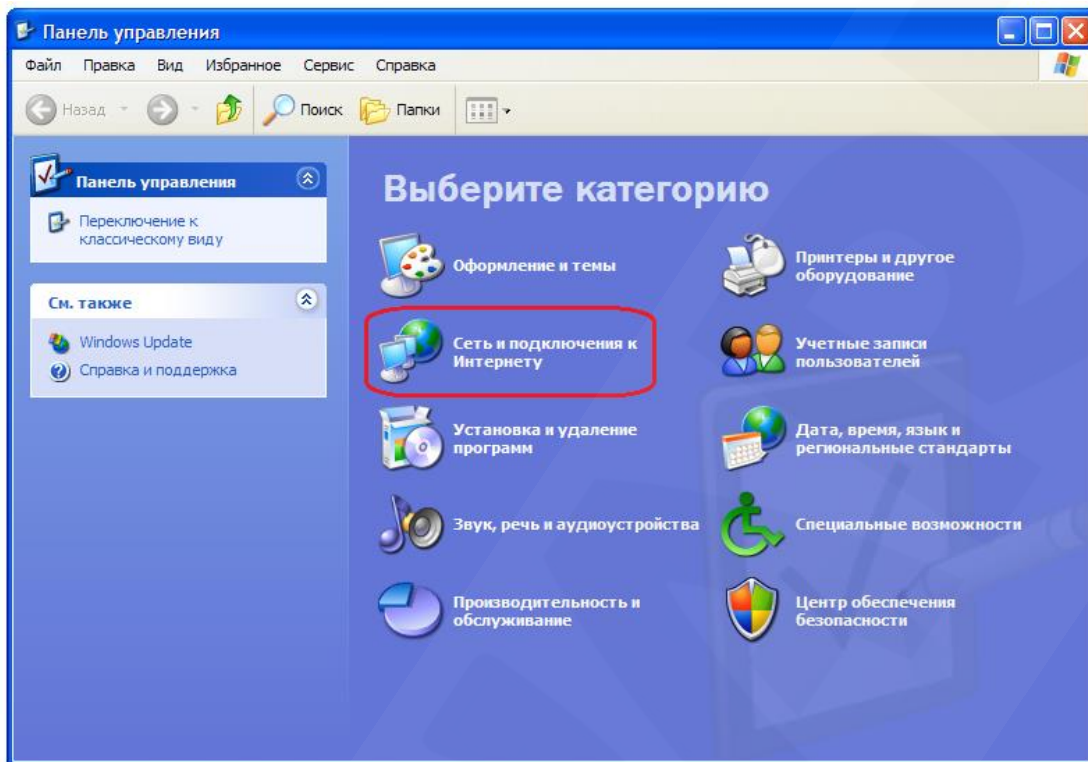 Панель управления
Файл Правка Вид Избранное Сервис Справка
Назад Поиск Папки
Панель управления
Переключение к
классическому виду
См. также
Windows Update
Справка и поддержка
Выберите категорию
Оформление и темы
Принтеры и другое
оборудование
Сеть и подключения к
Интернету
Учетные записи
пользователей
Установка и удаление
программ
Дата, время, язык и
региональные стандарты
Звук, речь и аудиоустройства
Специальные возможности
Производительность и
обслуживание
Центр обеспечения
безопасности